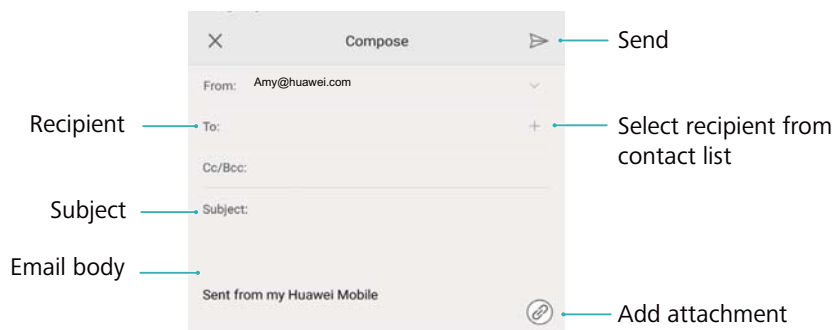 Compose
Send
From: Amy@huawei.com
Recipient
To:
Select recipient from
contact list
Cc/Bcc:
Subject
Subject:
Email body
Sent from my Huawei Mobile
Add attachment